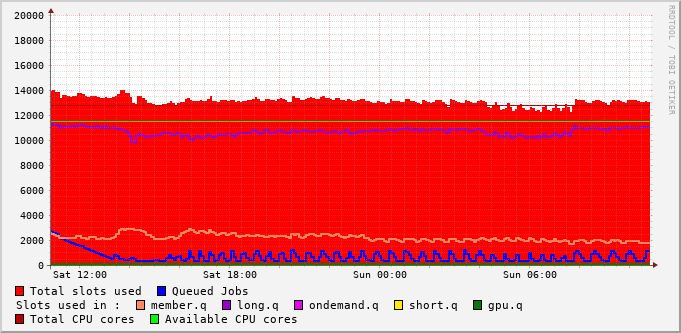 RRDTOOL / TOBI OETIKER
20000
18000
16000
14000
12000
10000
8000
6000
4000
2000
0
Sat 12:00 Sat 18:00 Sun 00:00 Sun 06:00
Total slots used Queued Jobs
Slots used in : member.q long.q ondemand.q short.q gpu.q
Total CPU cores Available CPU cores